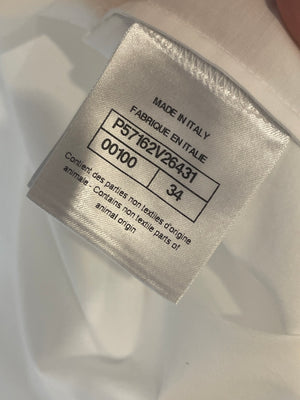 MADE IN ITALY
FABRIQUE EN ITALIE
P57162V26431
00100 34
Contient des parties non textiles d'origine
animale : Contains non textile parts of
animal origin